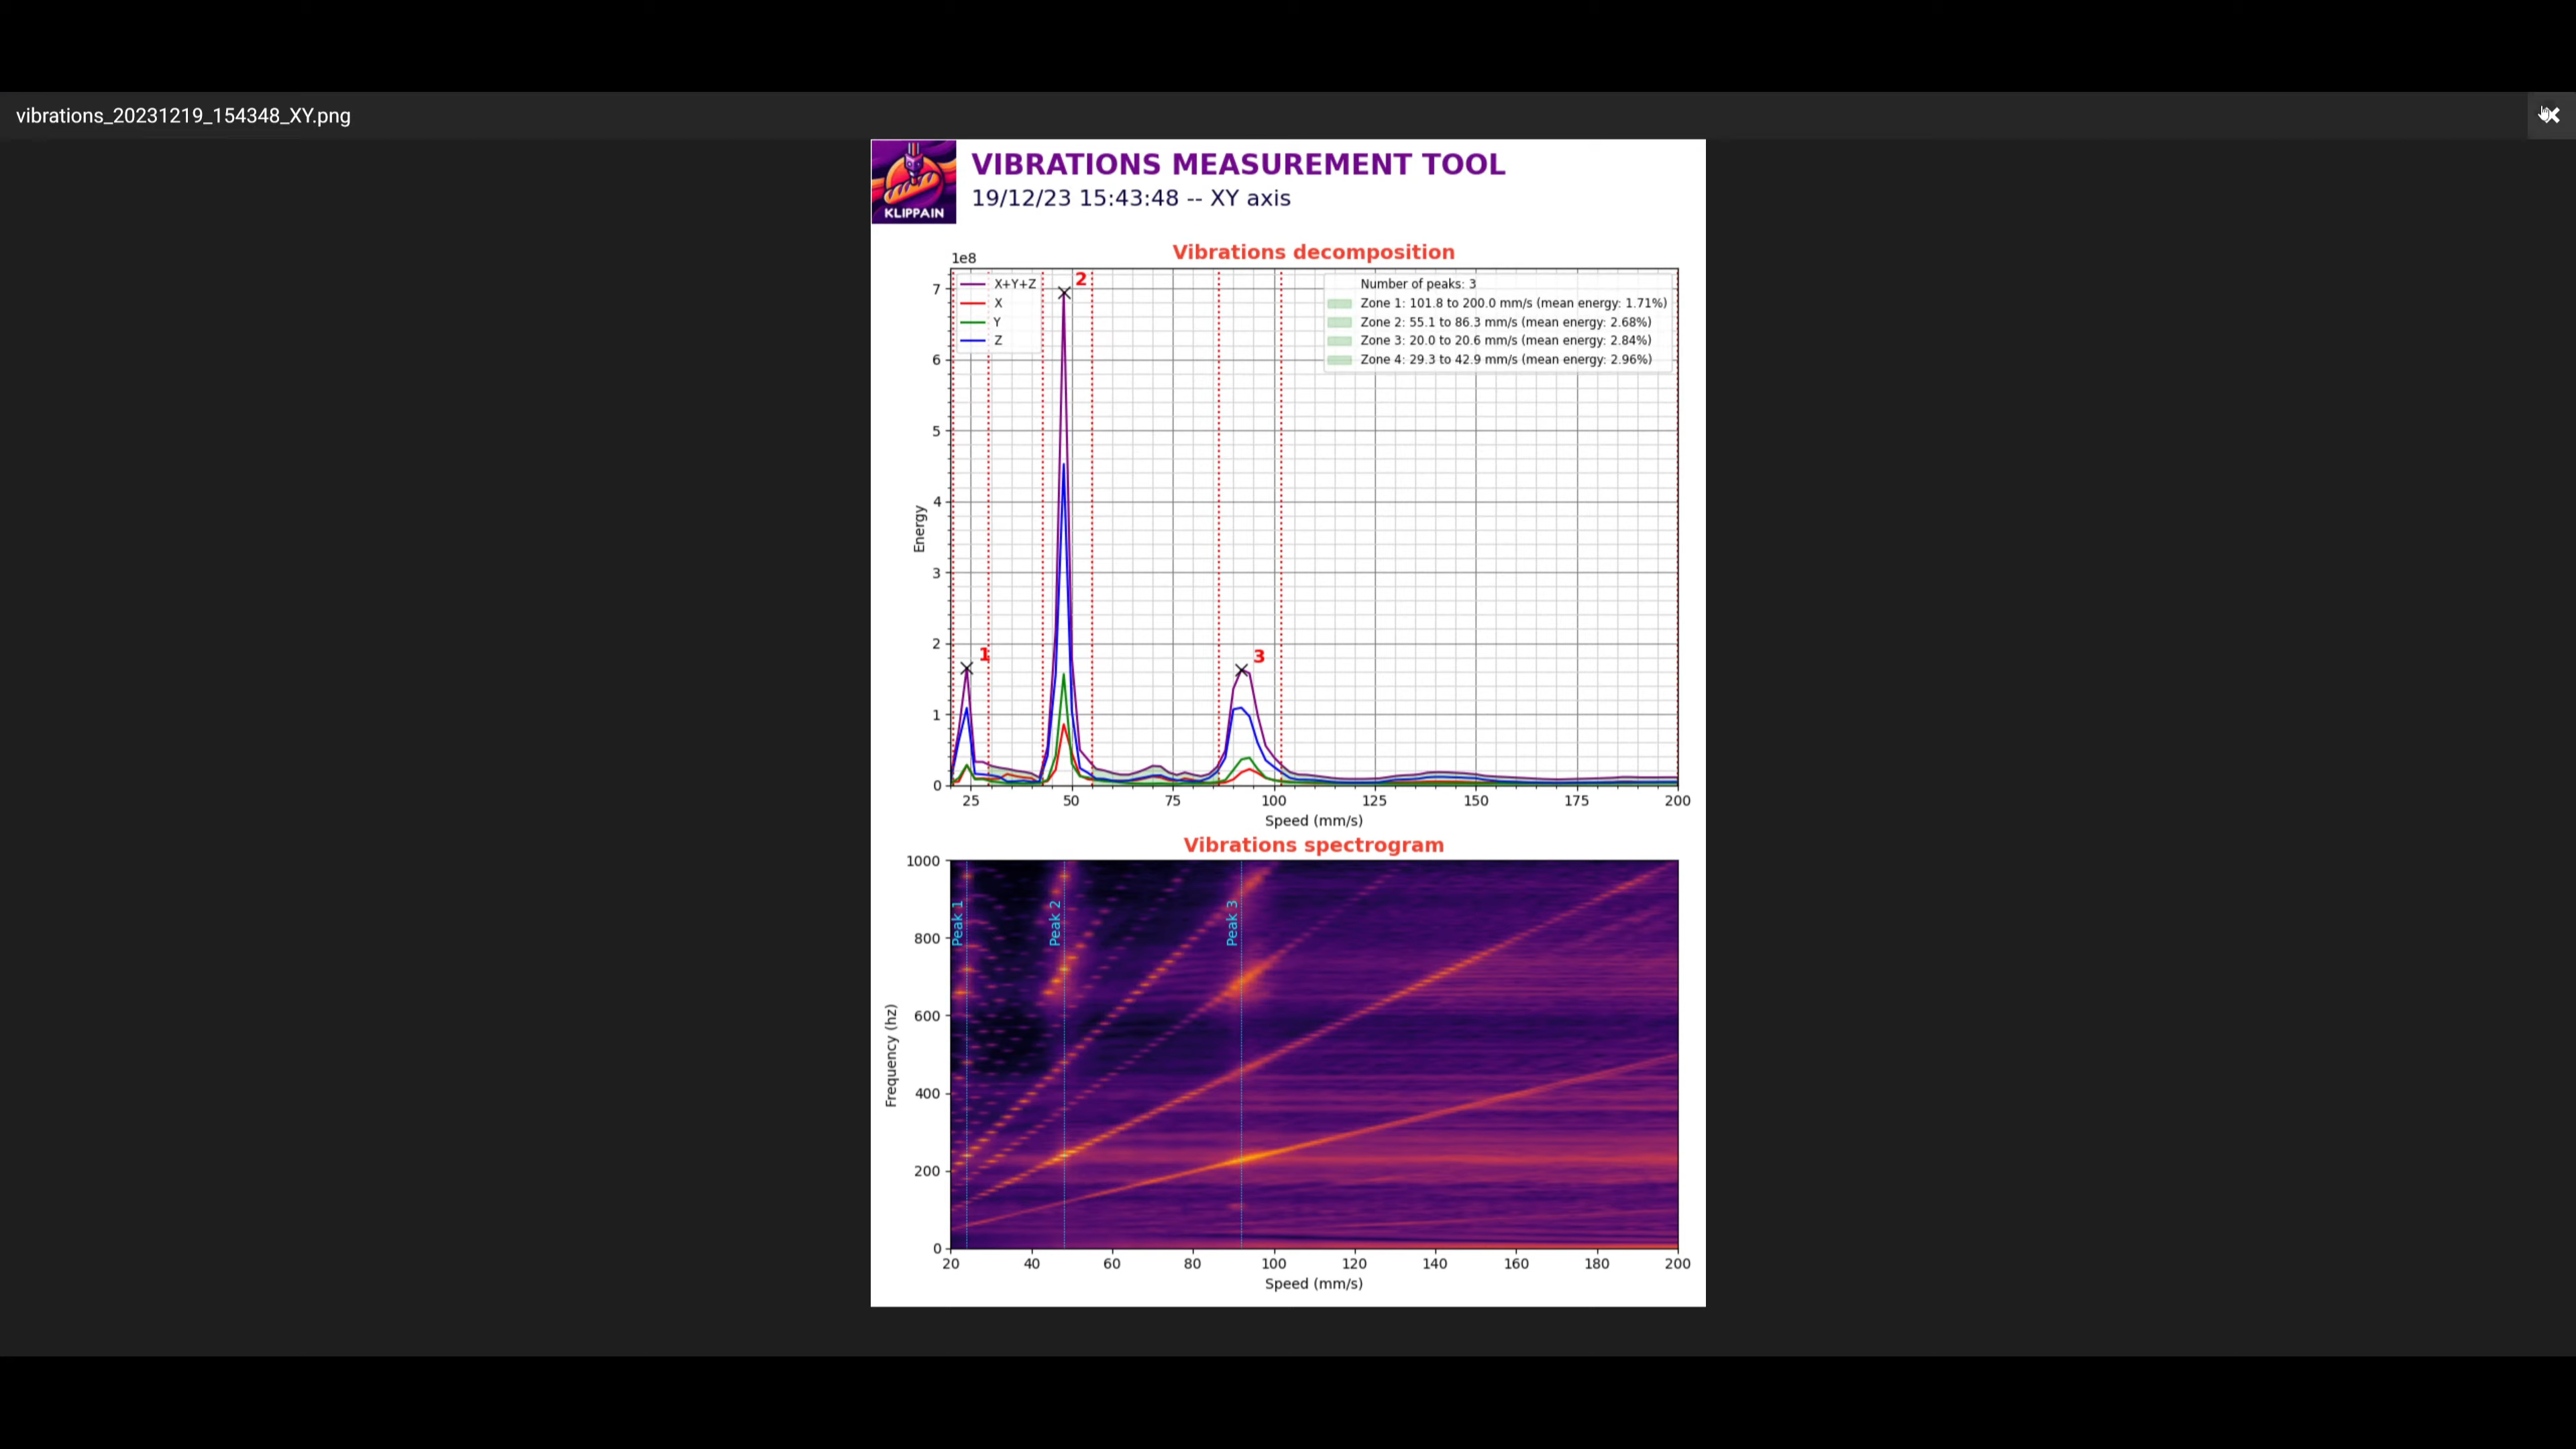 vibrations_20231219_154348_XY.png
KLIPPAIN
VIBRATIONS MEASUREMENT TOOL
19/12/23 15:43:48 -- XY axis
Vibrations decomposition
1e8
X+Y+Z
X
Y
Z
Number of peaks: 3
Zone 1: 101.8 to 200.0 mm/s (mean energy: 1.71%)
Zone 2: 55.1 to 86.3 mm/s (mean energy: 2.68%)
Zone 3: 20.0 to 20.6 mm/s (mean energy: 2.84%)
Zone 4: 29.3 to 42.9 mm/s (mean energy: 2.96%)
1
2
3
7
6
5
4
3
2
1
0
Energy
25 50 75 100 125 150 175 200
Speed (mm/s)
Vibrations spectrogram
1000
800
600
400
200
0
Frequency (hz)
Peak 1
Peak 2
Peak 3
20 40 60 80 100 120 140 160 180 200
Speed (mm/s)